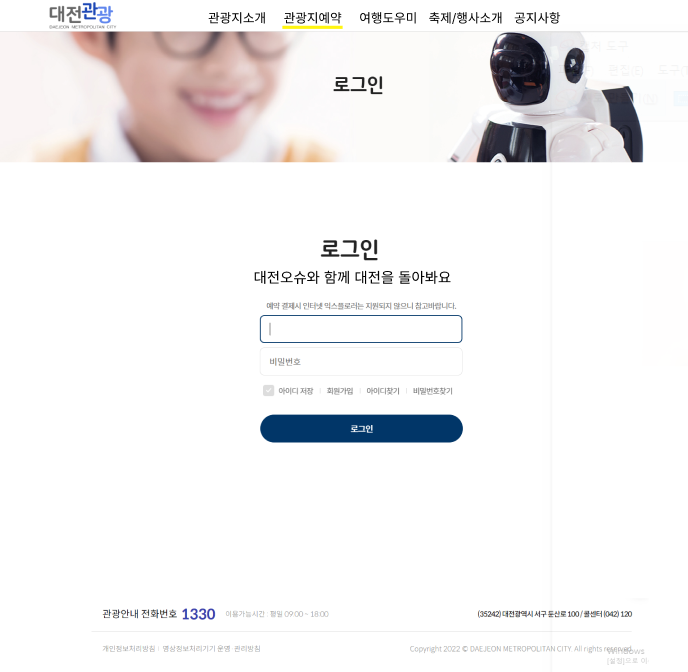 대전관광
DAEJEON METROPOLITAN CITY
관광지소개 관광지예약 여행도우미 축제/행사소개 공지사항
로그인
로그인
대전오슈와 함께 대전을 돌아봐요
예약 결제시 인터넷 익스플로러는 지원되지 않으니 참고바랍니다.
비밀번호
아이디 저장 | 회원가입 | 아이디찾기 | 비밀번호찾기
로그인
관광안내 전화번호 1330 이용가능시간 : 평일 09:00 ~ 18:00
(35242) 대전광역시 서구 둔산로 100 / 콜센터 (042) 120
개인정보처리방침 | 영상정보처리기기 운영·관리방침
Copyright 2022 © DAEJEON METROPOLITAN CITY All rights reserved.
Windows
[설정]으로 이